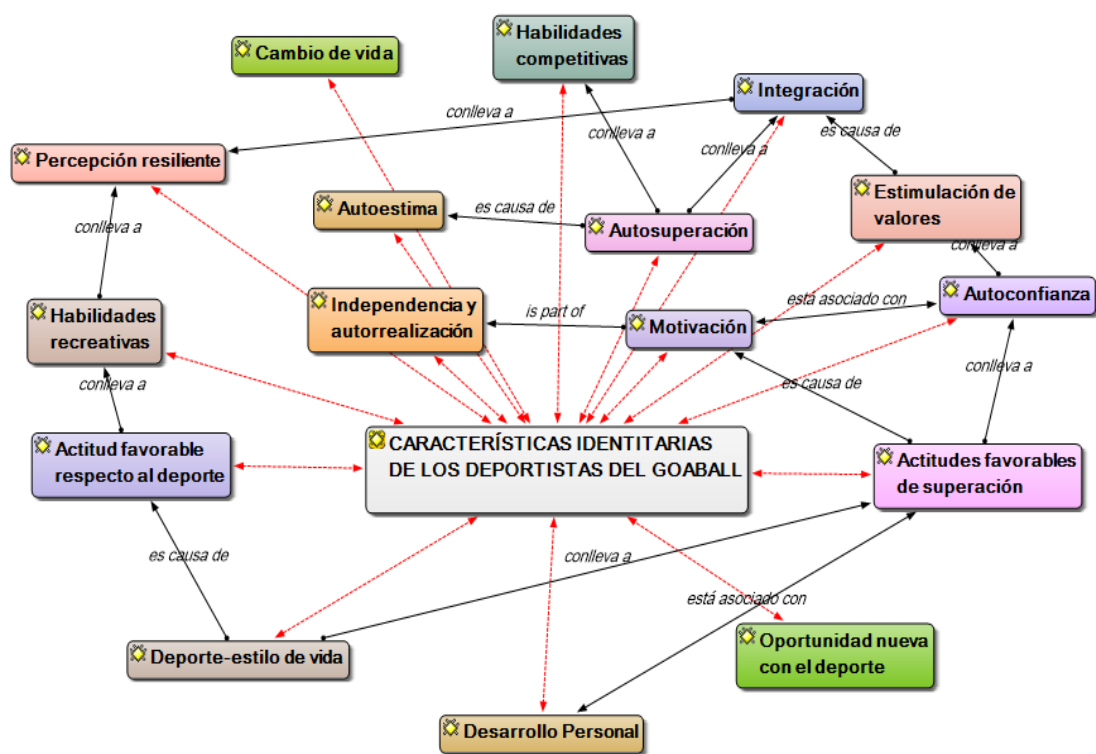 Habilidades
competitivas
Cambio de vida
Integración
conlleva a
conlleva a
es causa de
conlleva a
Percepción resiliente
Estimulación de
valores
Autoestima
es causa de
Autosuperación
conlleva a
conlleva a
Autoconfianza
Independencia y
autorrealización
is part of
Motivación
está asociado con
Habilidades
recreativas
conlleva a
es causa de
conlleva a
CARACTERÍSTICAS IDENTITARIAS
DE LOS DEPORTISTAS DEL GOABALL
Actitud favorable
respecto al deporte
Actitudes favorables
de superación
es causa de
conlleva a
está asociado con
Deporte-estilo de vida
Oportunidad nueva
con el deporte
Desarrollo Personal